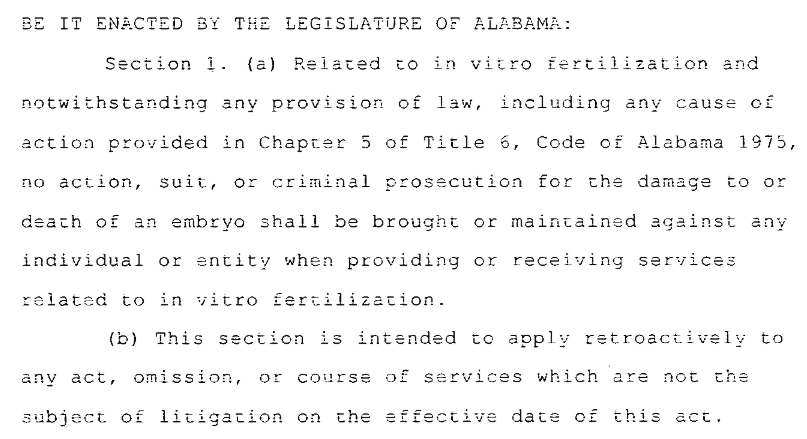 BE IT ENACTED BY THE LEGISLATURE OF ALABAMA:
Section 1. (a) Related to in vitro fertilization and
notwithstanding any provision of law, including any cause of
action provided in Chapter 5 of Title 6, Code of Alabama 1975,
no action, suit, or criminal prosecution for the damage to or
death of an embryo shall be brought or maintained against any
individual or entity when providing or receiving services
related to in vitro fertilization.
(b) This section is intended to apply retroactively to
any act, omission, or course of services which are not the
subject of litigation on the effective date of this act.